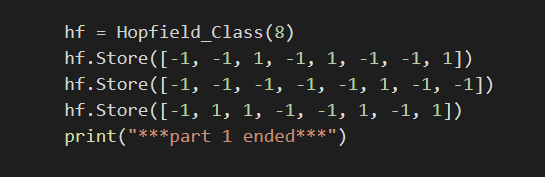 hf = Hopfield_Class(8)
hf.Store([-1, -1, 1, -1, 1, -1, -1, 1])
hf.Store([-1, -1, -1, -1, -1, 1, -1, -1])
hf.Store([-1, 1, 1, -1, -1, 1, -1, 1])
print("***part 1 ended***")